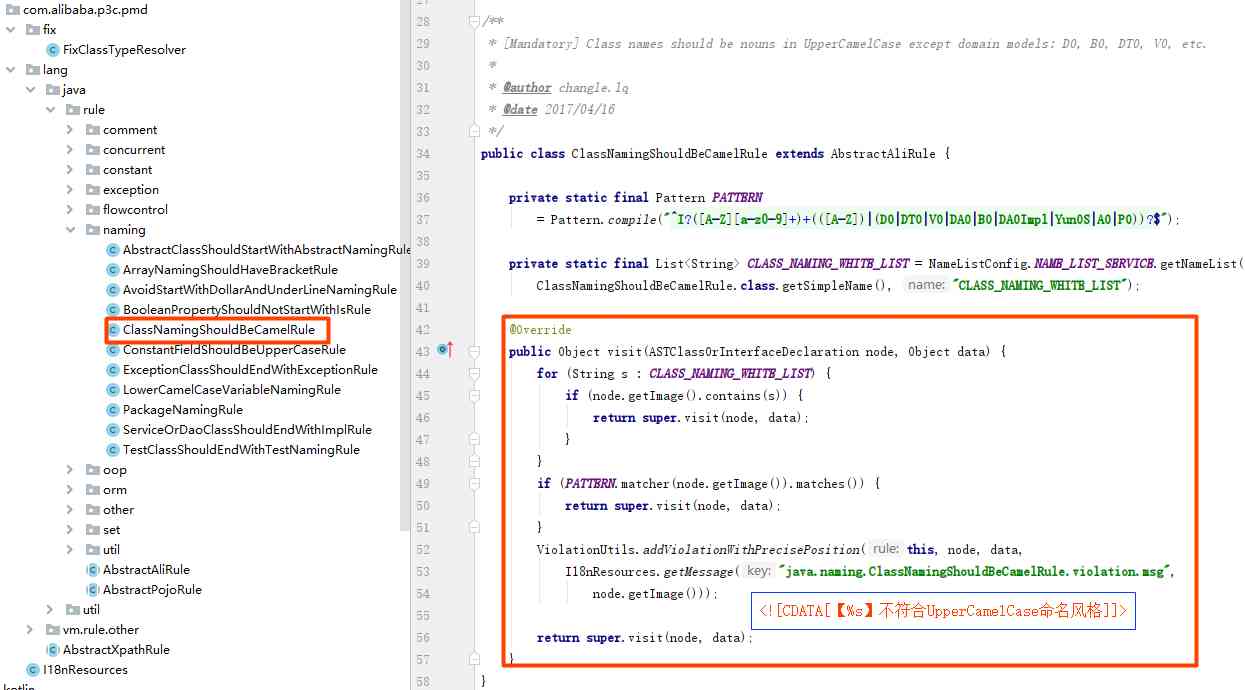 com.alibaba.p3c.pmd
fix
FixClassTypeResolver
lang
java
rule
comment
concurrent
constant
exception
flowcontrol
naming
AbstractClassShouldStartWithAbstractNamingRule
ArrayNamingShouldHaveBracketRule
AvoidStartWithDollarAndUnderLineNamingRule
BooleanPropertyShouldNotStartWithIsRule
ClassNamingShouldBeCamelRule
ConstantFieldShouldBeUpperCaseRule
ExceptionClassShouldEndWithExceptionRule
LowerCamelCaseVariableNamingRule
PackageNamingRule
ServiceOrDaoClassShouldEndWithImplRule
TestClassShouldEndWithTestNamingRule
oop
orm
other
set
util
AbstractAliRule
AbstractPojoRule
util
vm.rule.other
AbstractXpathRule
I18nResources
kotlin
27
28 /**
29 * [Mandatory] Class names should be nouns in UpperCamelCase except domain models: DO, BO, DTO, VO, etc.
30 *
31 * @author changle.lq
32 * @date 2017/04/16
33 */
34 public class ClassNamingShouldBeCamelRule extends AbstractAliRule {
35
36 private static final Pattern PATTERN
37 = Pattern.compile("^I?([A-Z][a-z0-9]+)+(([A-Z])|(DO|DTO|VO|DAO|BO|DAOImpl|YunOS|AO|PO))?$");
38
39 private static final List<String> CLASS_NAMING_WHITE_LIST = NameListConfig.NAME_LIST_SERVICE.getNameList(
40 ClassNamingShouldBeCamelRule.class.getSimpleName(), name: "CLASS_NAMING_WHITE_LIST");
41
42 @Override
43 public Object visit(ASTClassOrInterfaceDeclaration node, Object data) {
44 for (String s : CLASS_NAMING_WHITE_LIST) {
45 if (node.getImage().contains(s)) {
46 return super.visit(node, data);
47 }
48 }
49 if (PATTERN.matcher(node.getImage()).matches()) {
50 return super.visit(node, data);
51 }
52 ViolationUtils.addViolationWithPrecisePosition( rule: this, node, data,
53 I18nResources.getMessage( key: "java.naming.ClassNamingShouldBeCamelRule.violation.msg",
54 node.getImage()));
<![CDATA[【%s】不符合UpperCamelCase命名风格]]>
55
56 return super.visit(node, data);
57 }
58 }